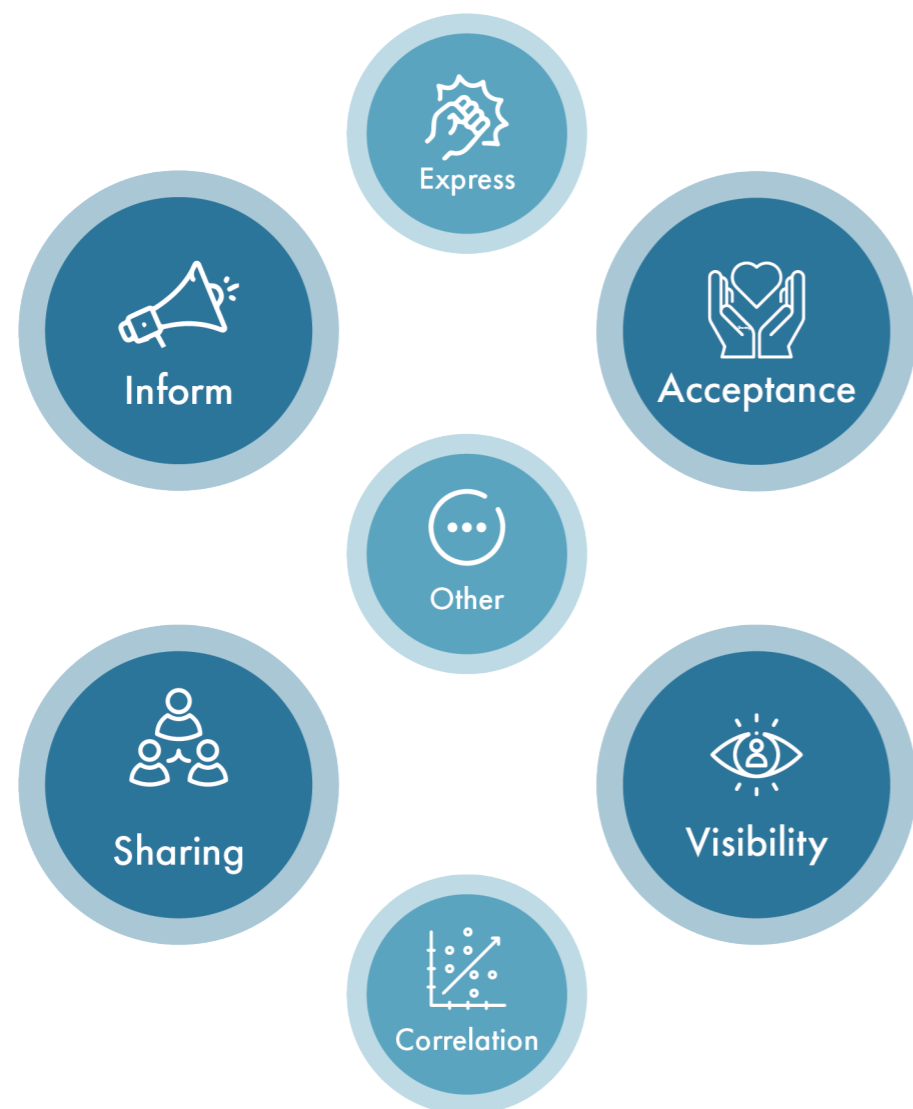 Express
Inform
Acceptance
Other
Sharing
Visibility
Correlation